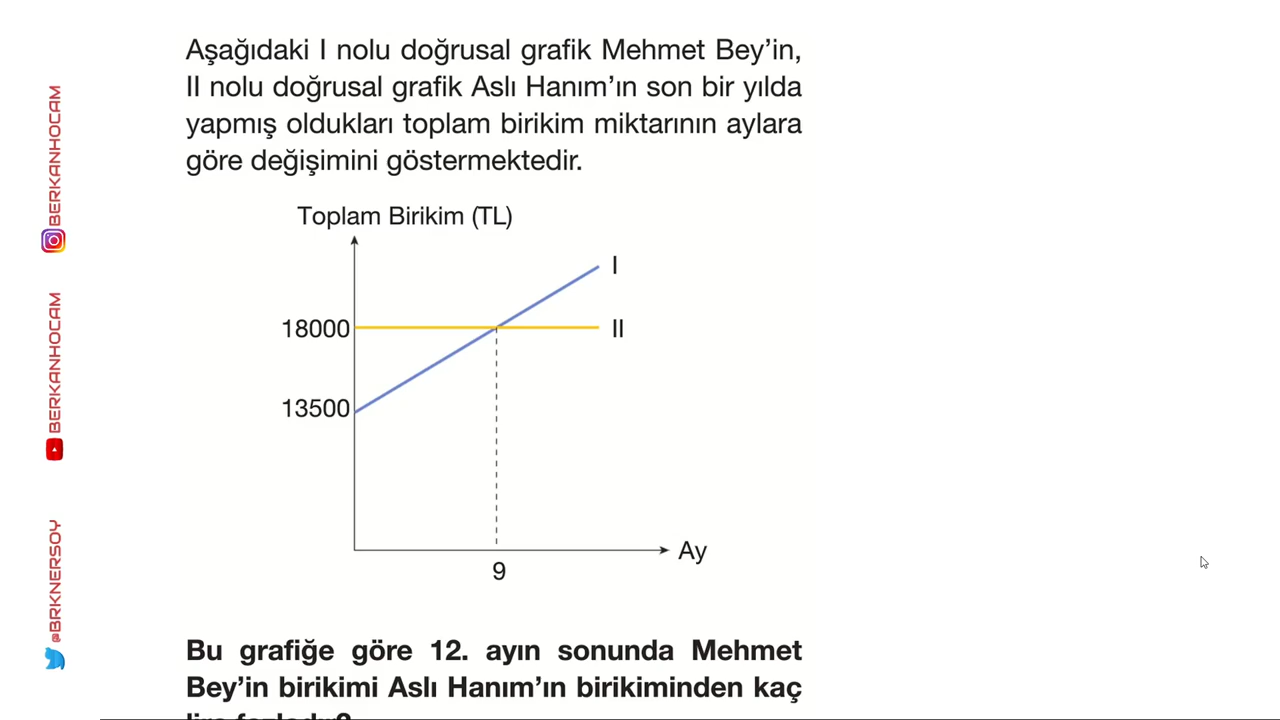 Aşağıdaki I nolu doğrusal grafik Mehmet Bey’in,
II nolu doğrusal grafik Aslı Hanım’ın son bir yılda
yapmış oldukları toplam birikim miktarının aylara
göre değişimini göstermektedir.
Toplam Birikim (TL)
I
18000
II
13500
Ay
9
Bu grafiğe göre 12. ayın sonunda Mehmet
Bey’in birikimi Aslı Hanım’ın birikiminden kaç
BERKANHOCAM
BERKANHOCAM
@BRKNERSOY